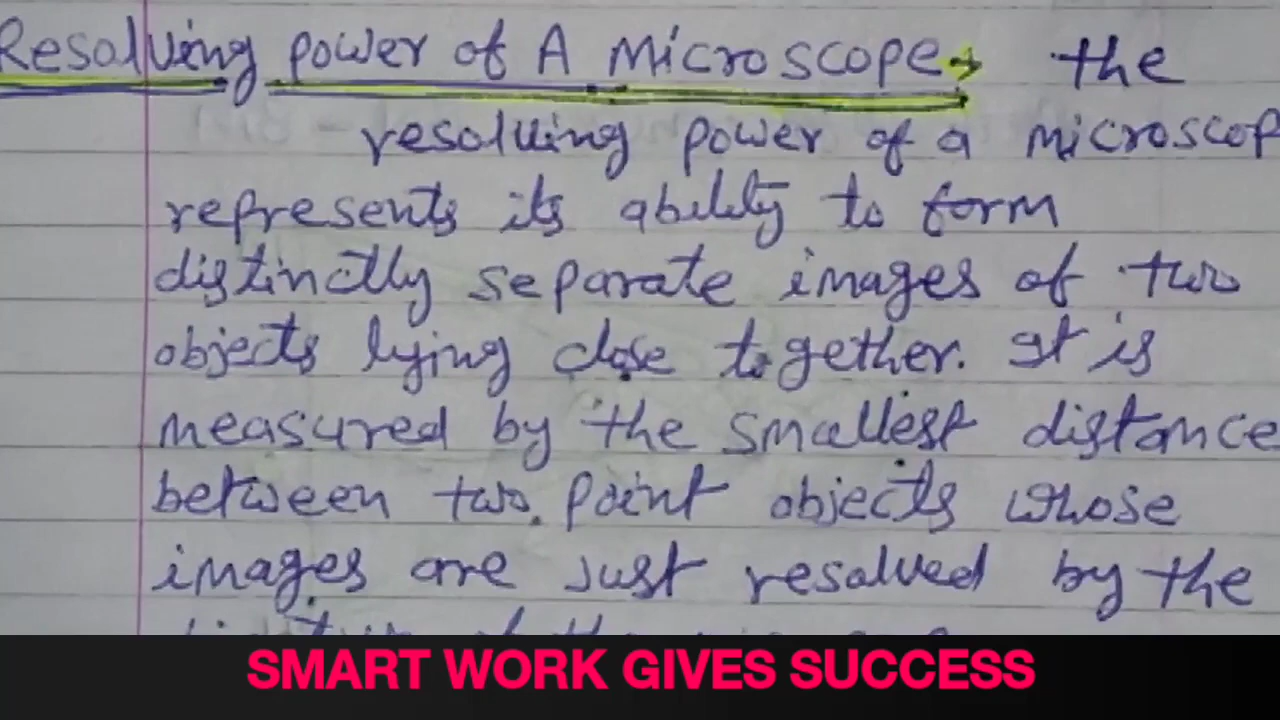 Resolving power of A Microscope→ the
resolving power of a microscop
represents its ability to form
distinctly separate images of two
objects lying close together. It is
measured by the smallest distance
between two point objects whose
images are just resolved by the
SMART WORK GIVES SUCCESS